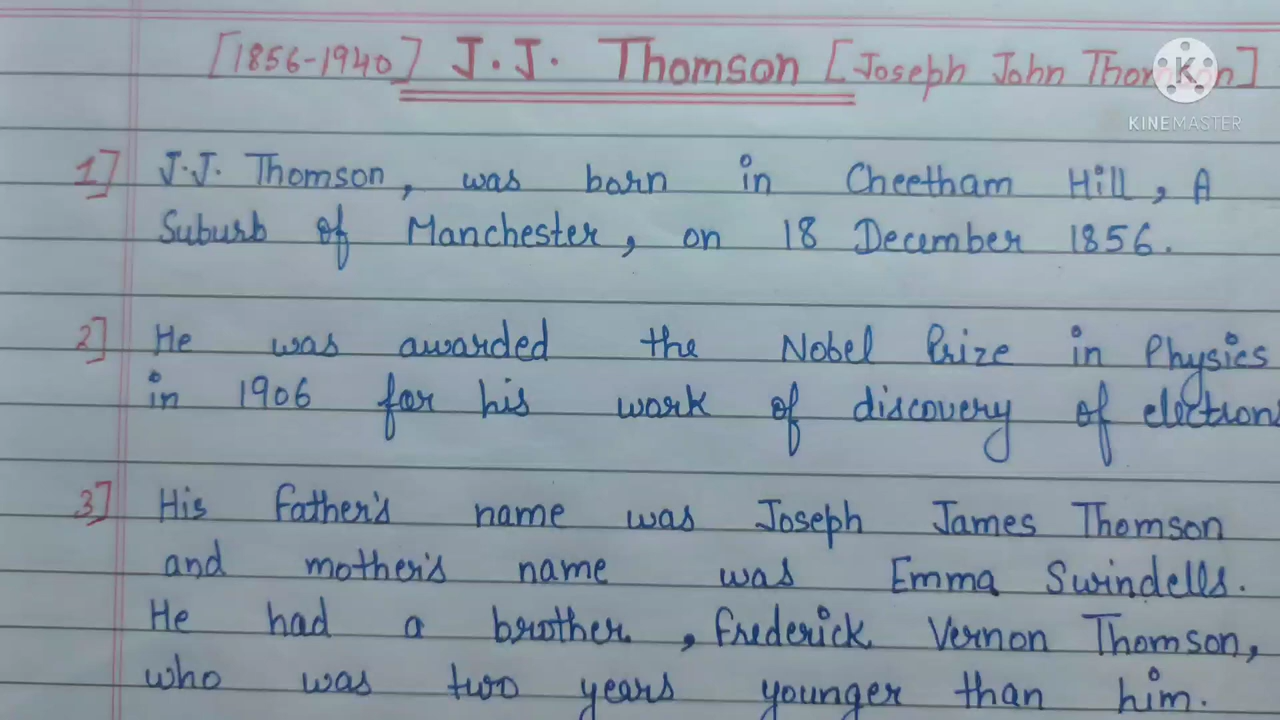 [1856-1940] J.J. Thomson [Joseph John Thomson]
KINEMASTER
1] J.J. Thomson, was born in Cheetham Hill, A
Suburb of Manchester, on 18 December 1856.
2] He was awarded the Nobel Prize in Physics
in 1906 for his work of discovery of election
3] His Father's name was Joseph James Thomson
and mother's name was Emma Swindells.
He had a brother, Frederick Vernon Thomson,
who was two years younger than him.